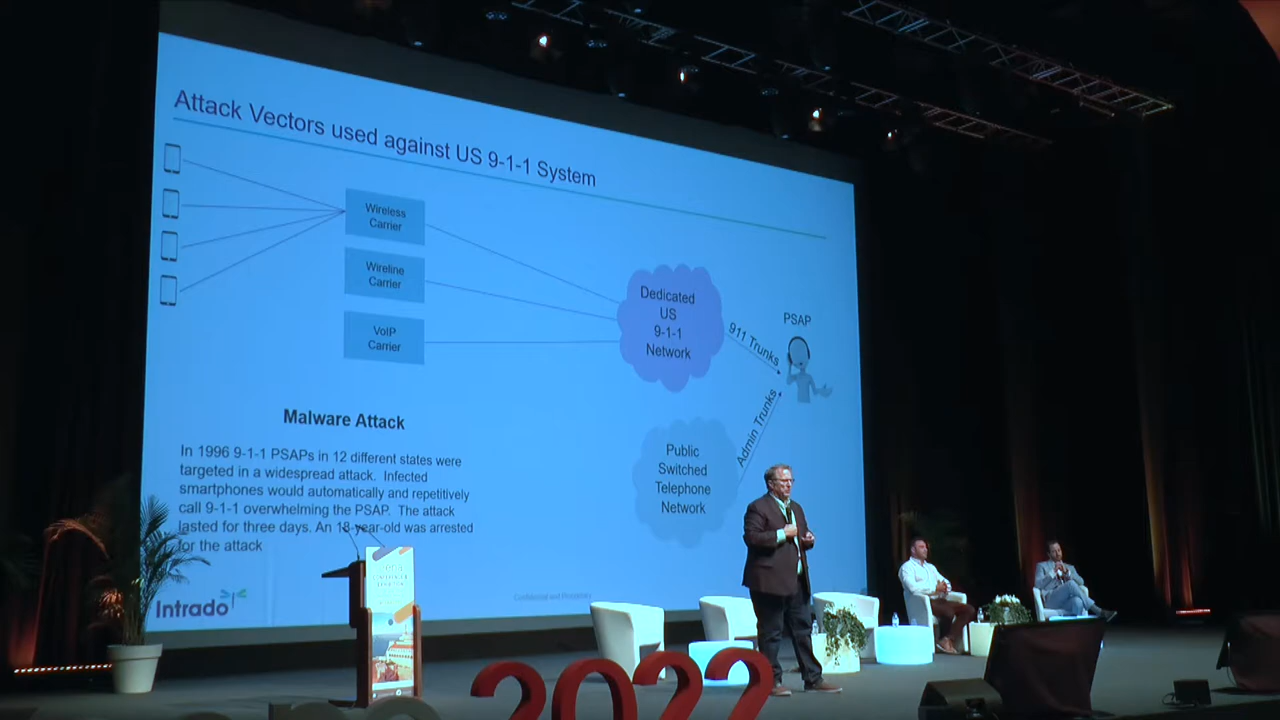 Attack Vectors used against US 9-1-1 System
Wireless
Carrier
Wireline
Carrier
VoIP
Carrier
Dedicated
US
9-1-1
Network
911 Trunks
PSAP
Admin Trunks
Public
Switched
Telephone
Network
Malware Attack
In 1996 9-1-1 PSAPs in 12 different states were
targeted in a widespread attack. Infected
smartphones would automatically and repetitively
call 9-1-1 overwhelming the PSAP. The attack
lasted for three days. An 18-year-old was arrested
for the attack
Intrado
Confidential and Proprietary
2022